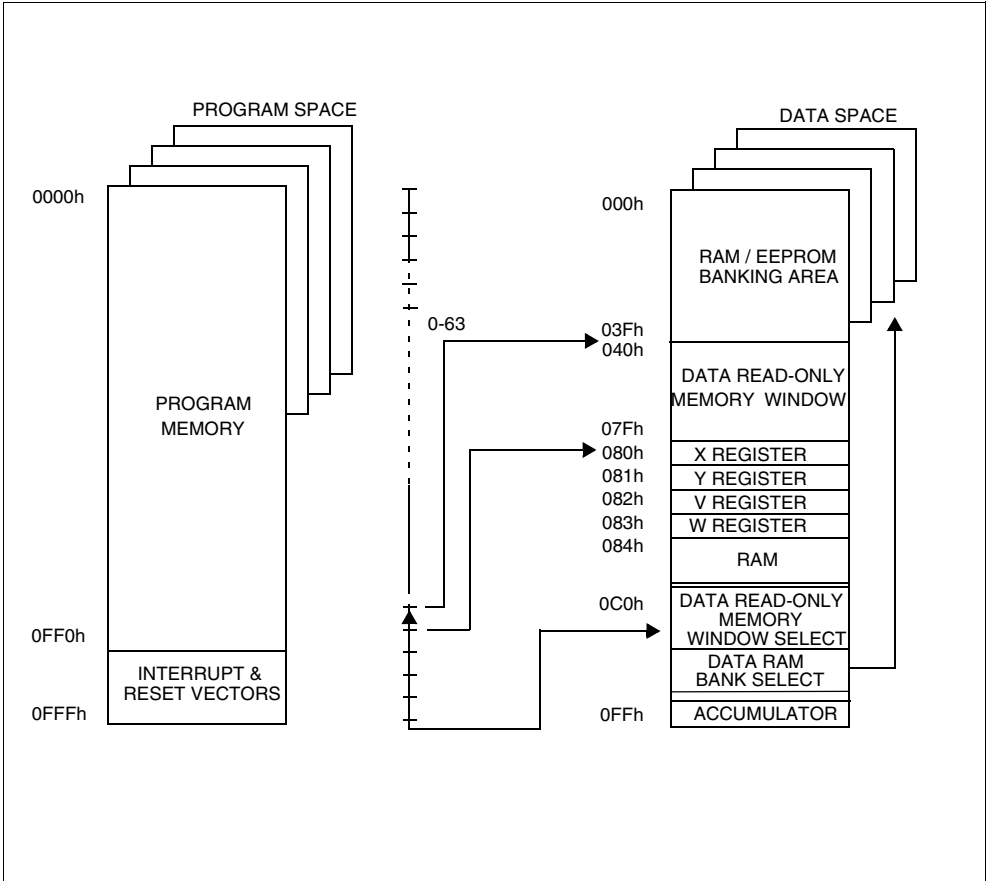 PROGRAM SPACE
0000h
PROGRAM
MEMORY
0FF0h
INTERRUPT &
RESET VECTORS
0FFFh
0-63
DATA SPACE
000h
RAM / EEPROM
BANKING AREA
03Fh
040h
DATA READ-ONLY
MEMORY WINDOW
07Fh
080h
X REGISTER
081h
Y REGISTER
082h
V REGISTER
083h
W REGISTER
084h
RAM
0C0h
DATA READ-ONLY
MEMORY
WINDOW SELECT
DATA RAM
BANK SELECT
0FFh
ACCUMULATOR